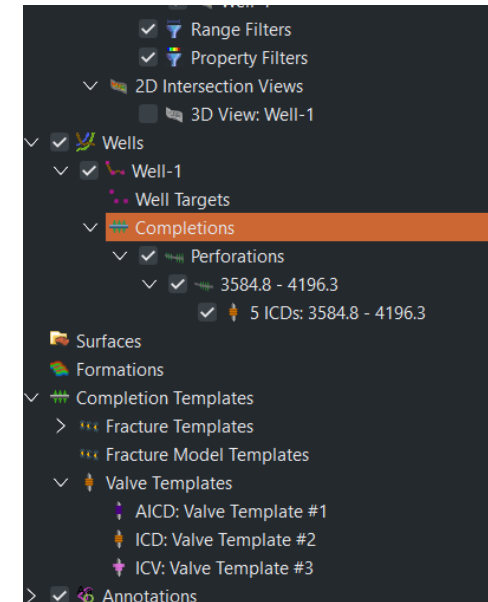 Well-1
Range Filters
Property Filters
2D Intersection Views
3D View: Well-1
Wells
Well-1
Well Targets
Completions
Perforations
3584.8 - 4196.3
5 ICDs: 3584.8 - 4196.3
Surfaces
Formations
Completion Templates
Fracture Templates
Fracture Model Templates
Valve Templates
AICD: Valve Template #1
ICD: Valve Template #2
ICV: Valve Template #3
Annotations